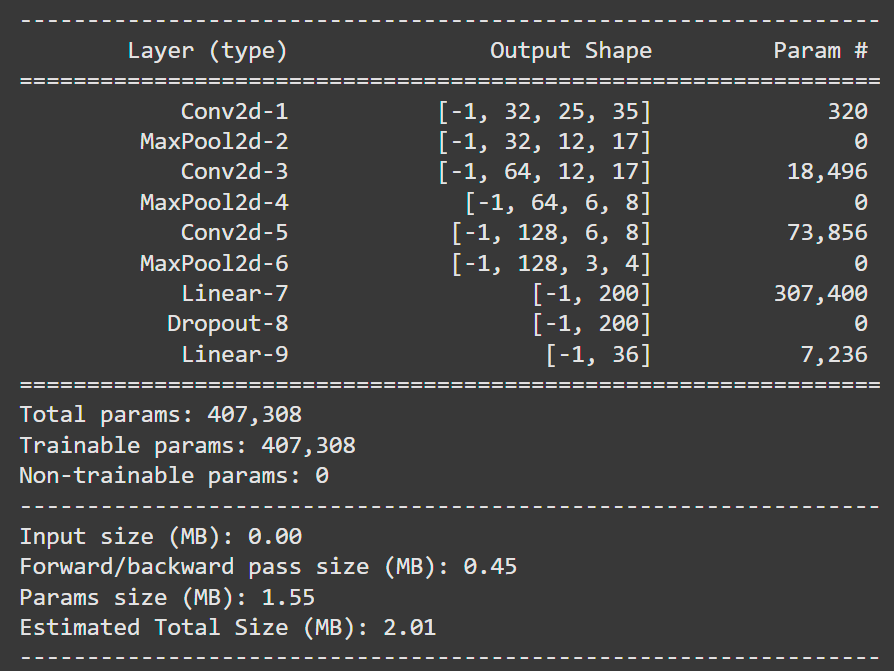 ----------------------------------------------------------------
Layer (type) Output Shape Param #
================================================================
Conv2d-1 [-1, 32, 25, 35] 320
MaxPool2d-2 [-1, 32, 12, 17] 0
Conv2d-3 [-1, 64, 12, 17] 18,496
MaxPool2d-4 [-1, 64, 6, 8] 0
Conv2d-5 [-1, 128, 6, 8] 73,856
MaxPool2d-6 [-1, 128, 3, 4] 0
Linear-7 [-1, 200] 307,400
Dropout-8 [-1, 200] 0
Linear-9 [-1, 36] 7,236
================================================================
Total params: 407,308
Trainable params: 407,308
Non-trainable params: 0
----------------------------------------------------------------
Input size (MB): 0.00
Forward/backward pass size (MB): 0.45
Params size (MB): 1.55
Estimated Total Size (MB): 2.01
----------------------------------------------------------------